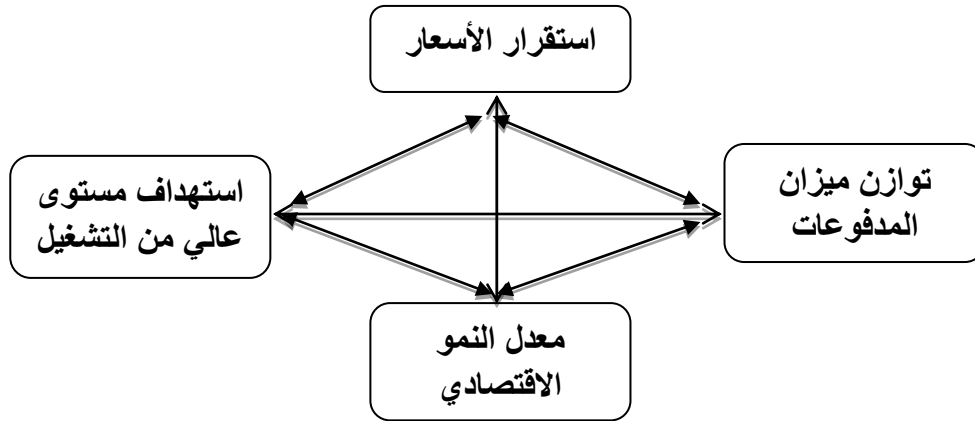 استقرار الأسعار
توازن ميزان
المدفوعات
استهداف مستوى
عالي من التشغيل
معدل النمو
الاقتصادي